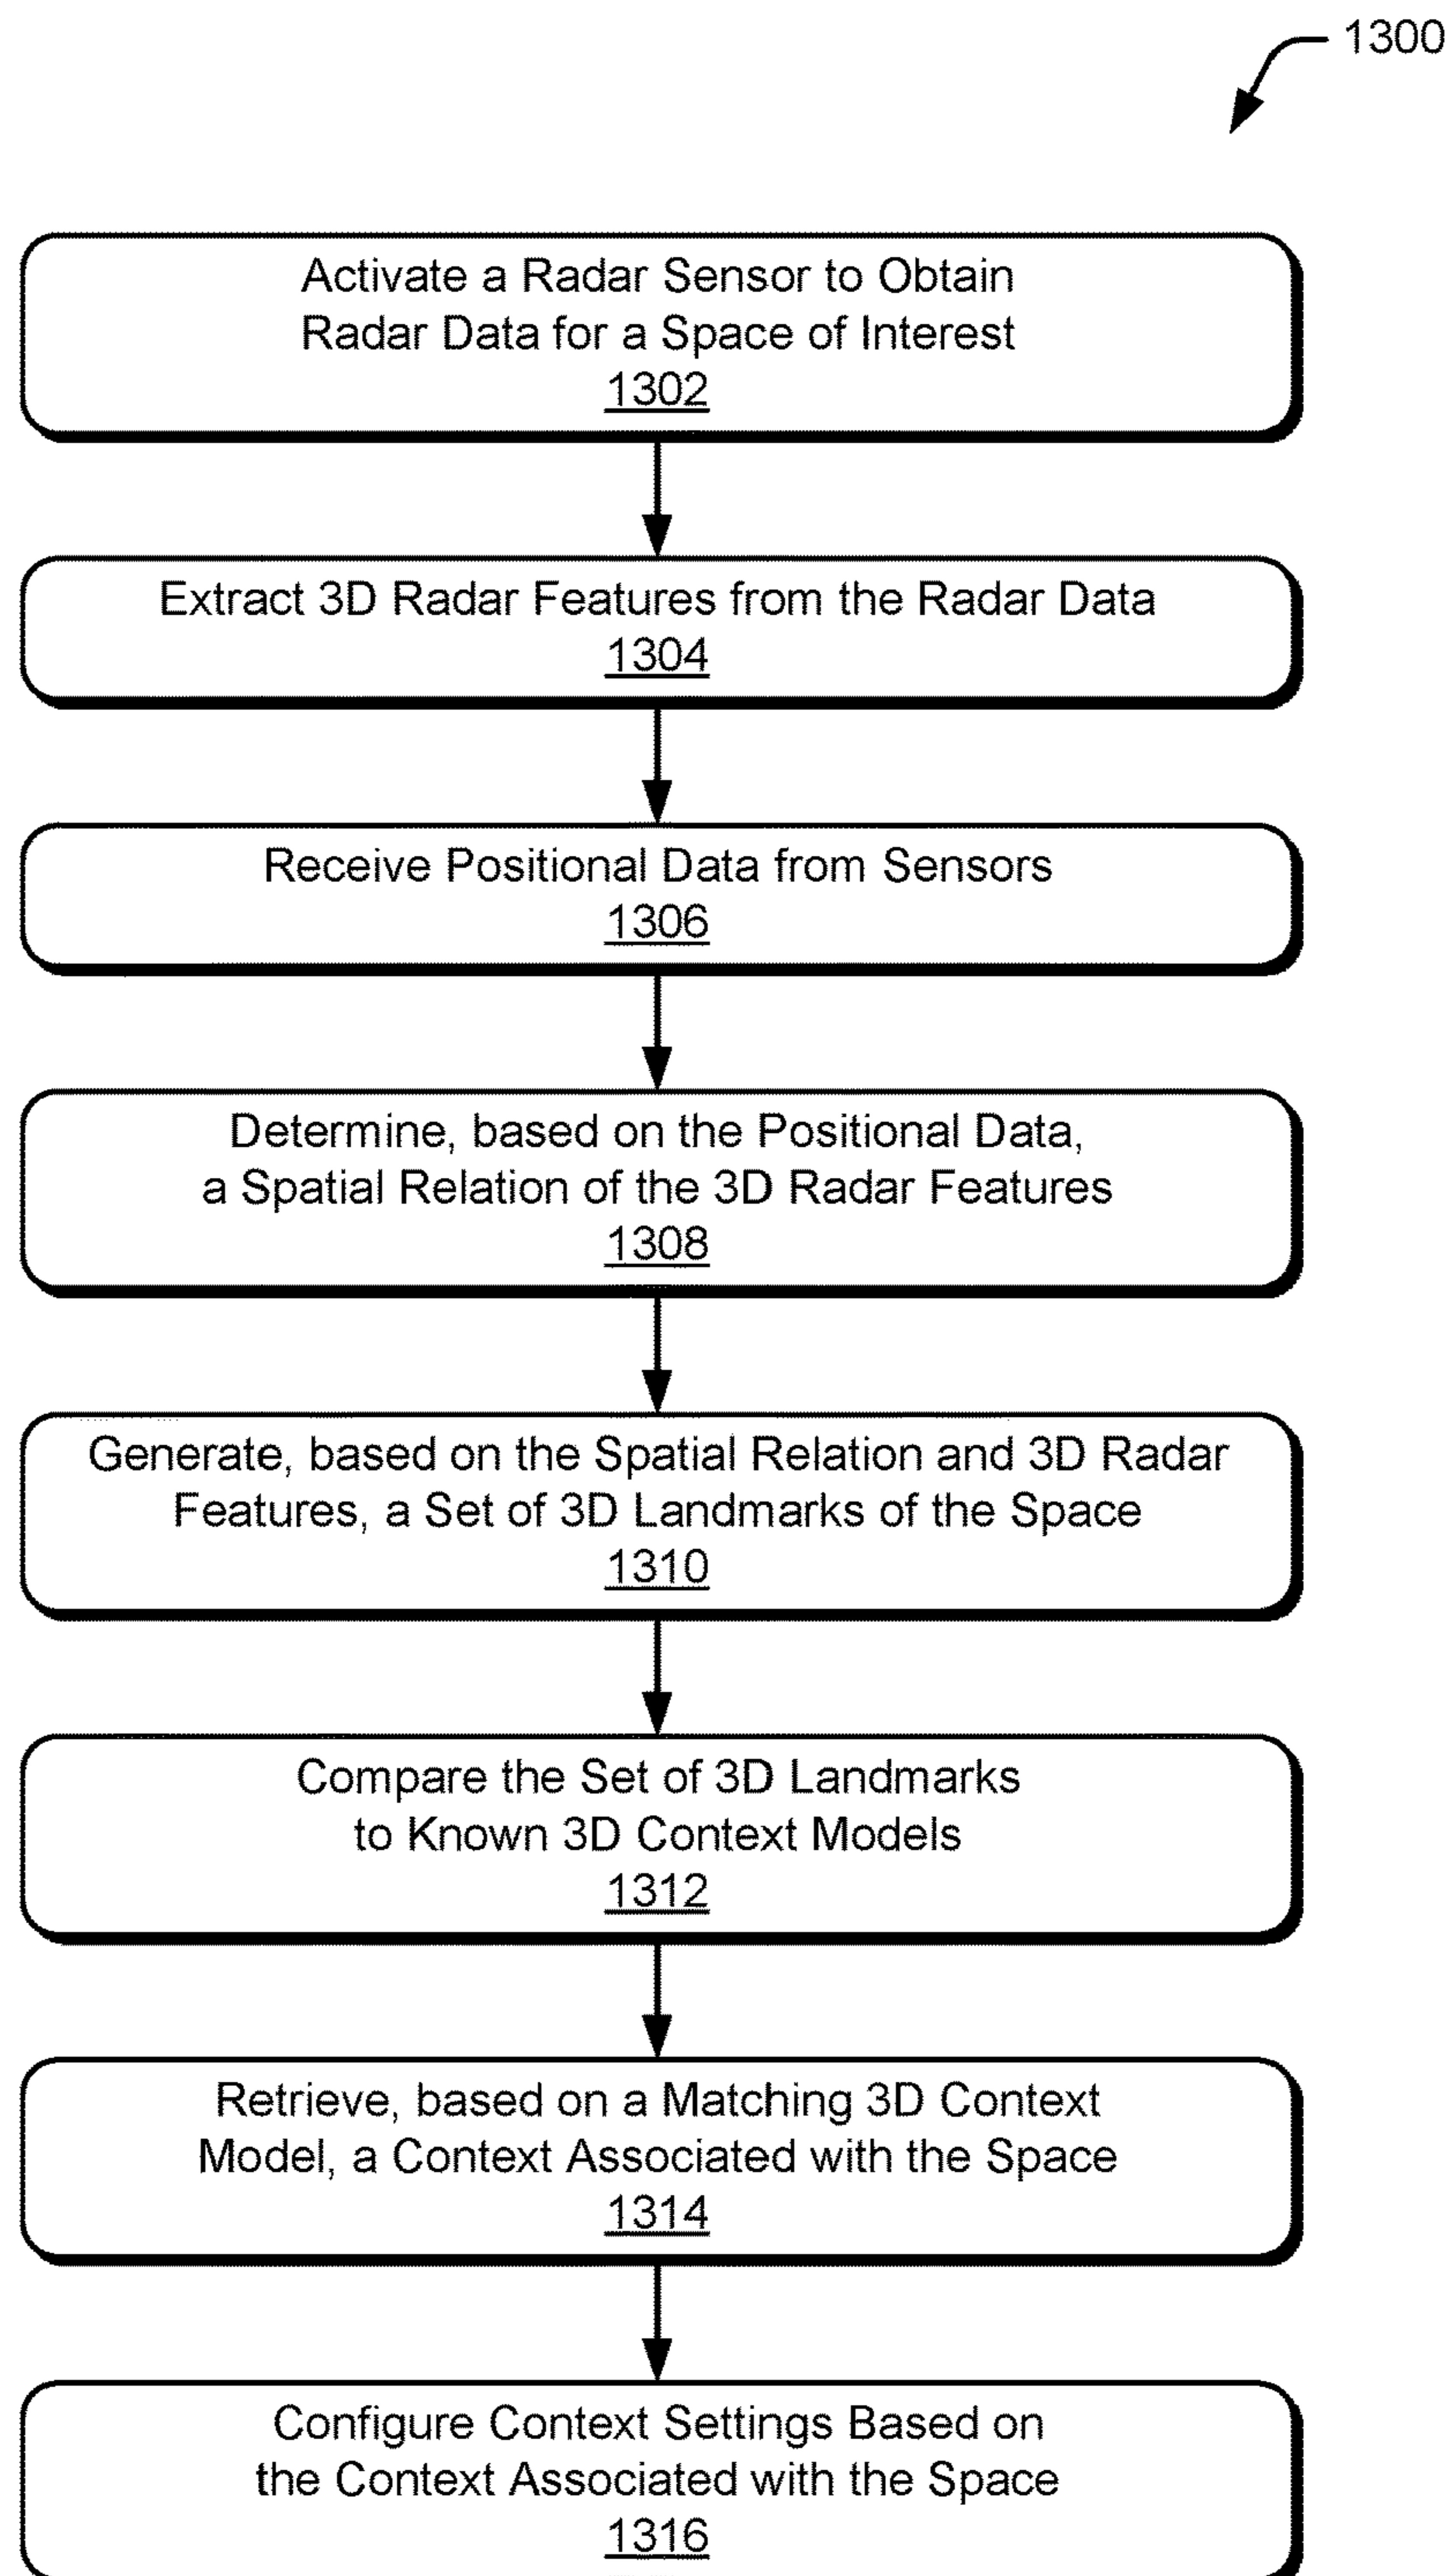 1300
Activate a Radar Sensor to Obtain
Radar Data for a Space of Interest
1302
Extract 3D Radar Features from the Radar Data
1304
Receive Positional Data from Sensors
1306
Determine, based on the Positional Data,
a Spatial Relation of the 3D Radar Features
1308
Generate, based on the Spatial Relation and 3D Radar
Features, a Set of 3D Landmarks of the Space
1310
Compare the Set of 3D Landmarks
to Known 3D Context Models
1312
Retrieve, based on a Matching 3D Context
Model, a Context Associated with the Space
1314
Configure Context Settings Based on
the Context Associated with the Space
1316